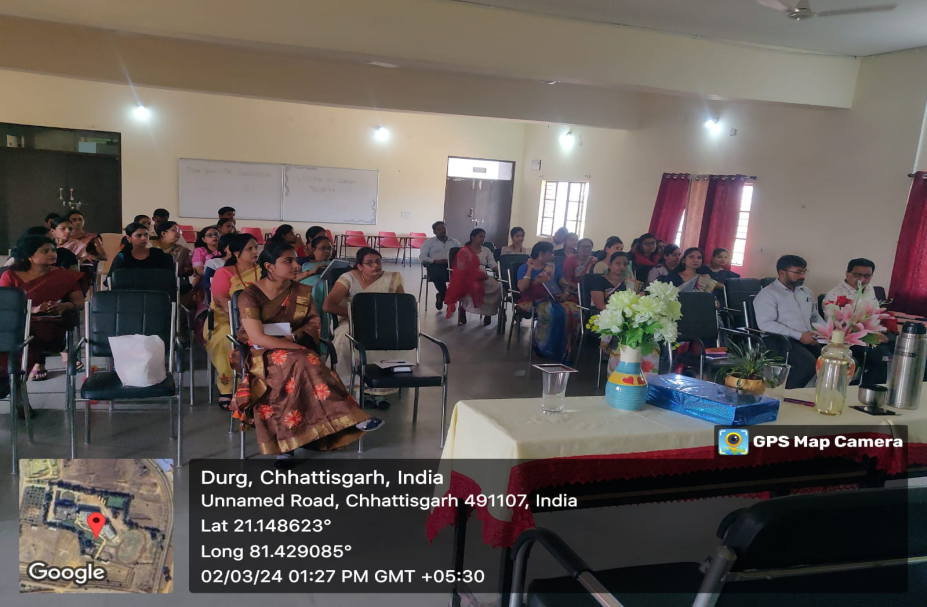 GPS Map Camera
Durg, Chhattisgarh, India
Unnamed Road, Chhattisgarh 491107, India
Lat 21.148623°
Long 81.429085°
02/03/24 01:27 PM GMT +05:30
Google